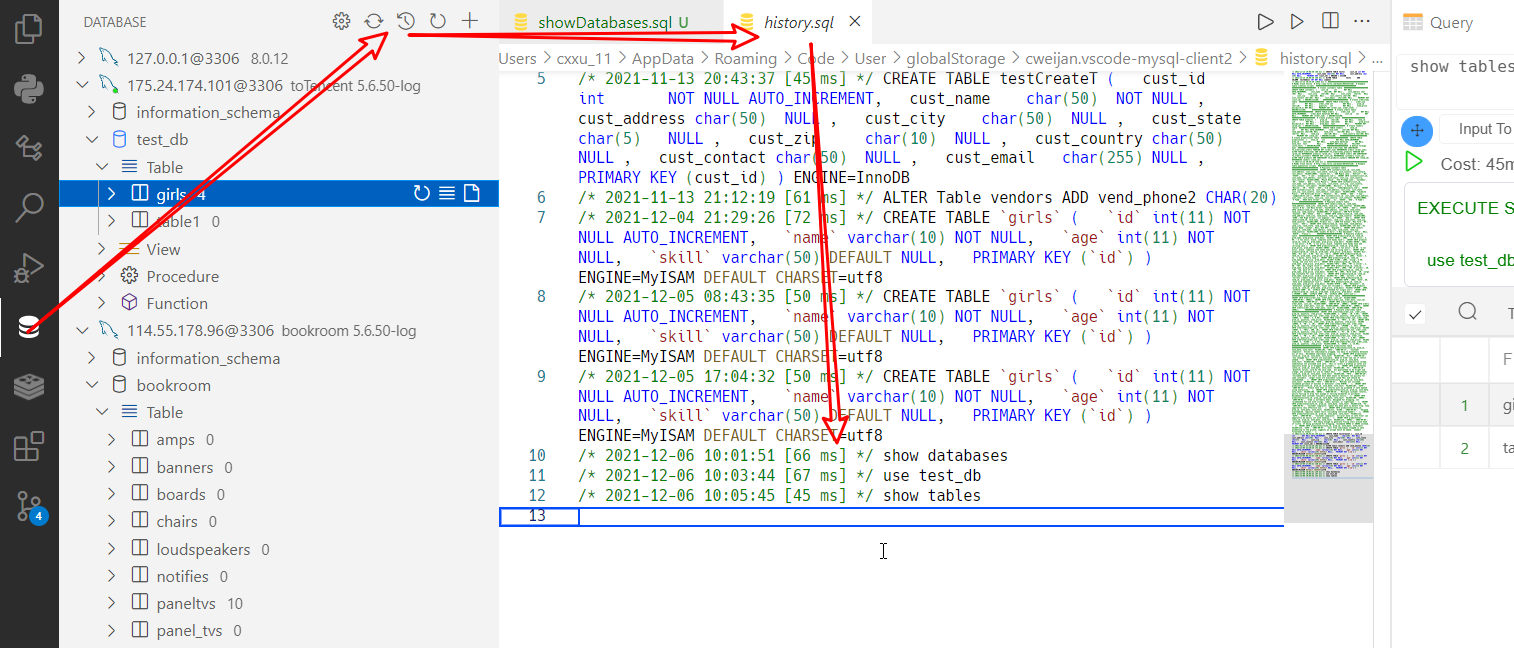 DATABASE
127.0.0.1@3306 8.0.12
175.24.174.101@3306 toTencent 5.6.50-log
information_schema
test_db
Table
girls 4
table1 0
View
Procedure
Function
114.55.178.96@3306 bookroom 5.6.50-log
information_schema
bookroom
Table
amps 0
banners 0
boards 0
chairs 0
loudspeakers 0
notifies 0
paneltvs 10
panel_tvs 0
4
showDatabases.sql U
history.sql
Users > cxxu_11 > AppData > Roaming > Code > User > globalStorage > cweijan.vscode-mysql-client2 > history.sql > ...
5 /* 2021-11-13 20:43:37 [45 ms] */ CREATE TABLE testCreateT ( cust_id
int NOT NULL AUTO_INCREMENT, cust_name char(50) NOT NULL ,
cust_address char(50) NULL , cust_city char(50) NULL , cust_state
char(5) NULL , cust_zip char(10) NULL , cust_country char(50)
NULL , cust_contact char(50) NULL , cust_email char(255) NULL ,
PRIMARY KEY (cust_id) ) ENGINE=InnoDB
6 /* 2021-11-13 21:12:19 [61 ms] */ ALTER Table vendors ADD vend_phone2 CHAR(20)
7 /* 2021-12-04 21:29:26 [72 ms] */ CREATE TABLE `girls` ( `id` int(11) NOT
NULL AUTO_INCREMENT, `name` varchar(10) NOT NULL, `age` int(11) NOT
NULL, `skill` varchar(50) DEFAULT NULL, PRIMARY KEY (`id`) )
ENGINE=MyISAM DEFAULT CHARSET=utf8
8 /* 2021-12-05 08:43:35 [50 ms] */ CREATE TABLE `girls` ( `id` int(11) NOT
NULL AUTO_INCREMENT, `name` varchar(10) NOT NULL, `age` int(11) NOT
NULL, `skill` varchar(50) DEFAULT NULL, PRIMARY KEY (`id`) )
ENGINE=MyISAM DEFAULT CHARSET=utf8
9 /* 2021-12-05 17:04:32 [50 ms] */ CREATE TABLE `girls` ( `id` int(11) NOT
NULL AUTO_INCREMENT, `name` varchar(10) NOT NULL, `age` int(11) NOT
NULL, `skill` varchar(50) DEFAULT NULL, PRIMARY KEY (`id`) )
ENGINE=MyISAM DEFAULT CHARSET=utf8
10 /* 2021-12-06 10:01:51 [66 ms] */ show databases
11 /* 2021-12-06 10:03:44 [67 ms] */ use test_db
12 /* 2021-12-06 10:05:45 [45 ms] */ show tables
13
Query
show tables
Input To
Cost: 45m
EXECUTE S
use test_db
T
F
1 gi
2 ta